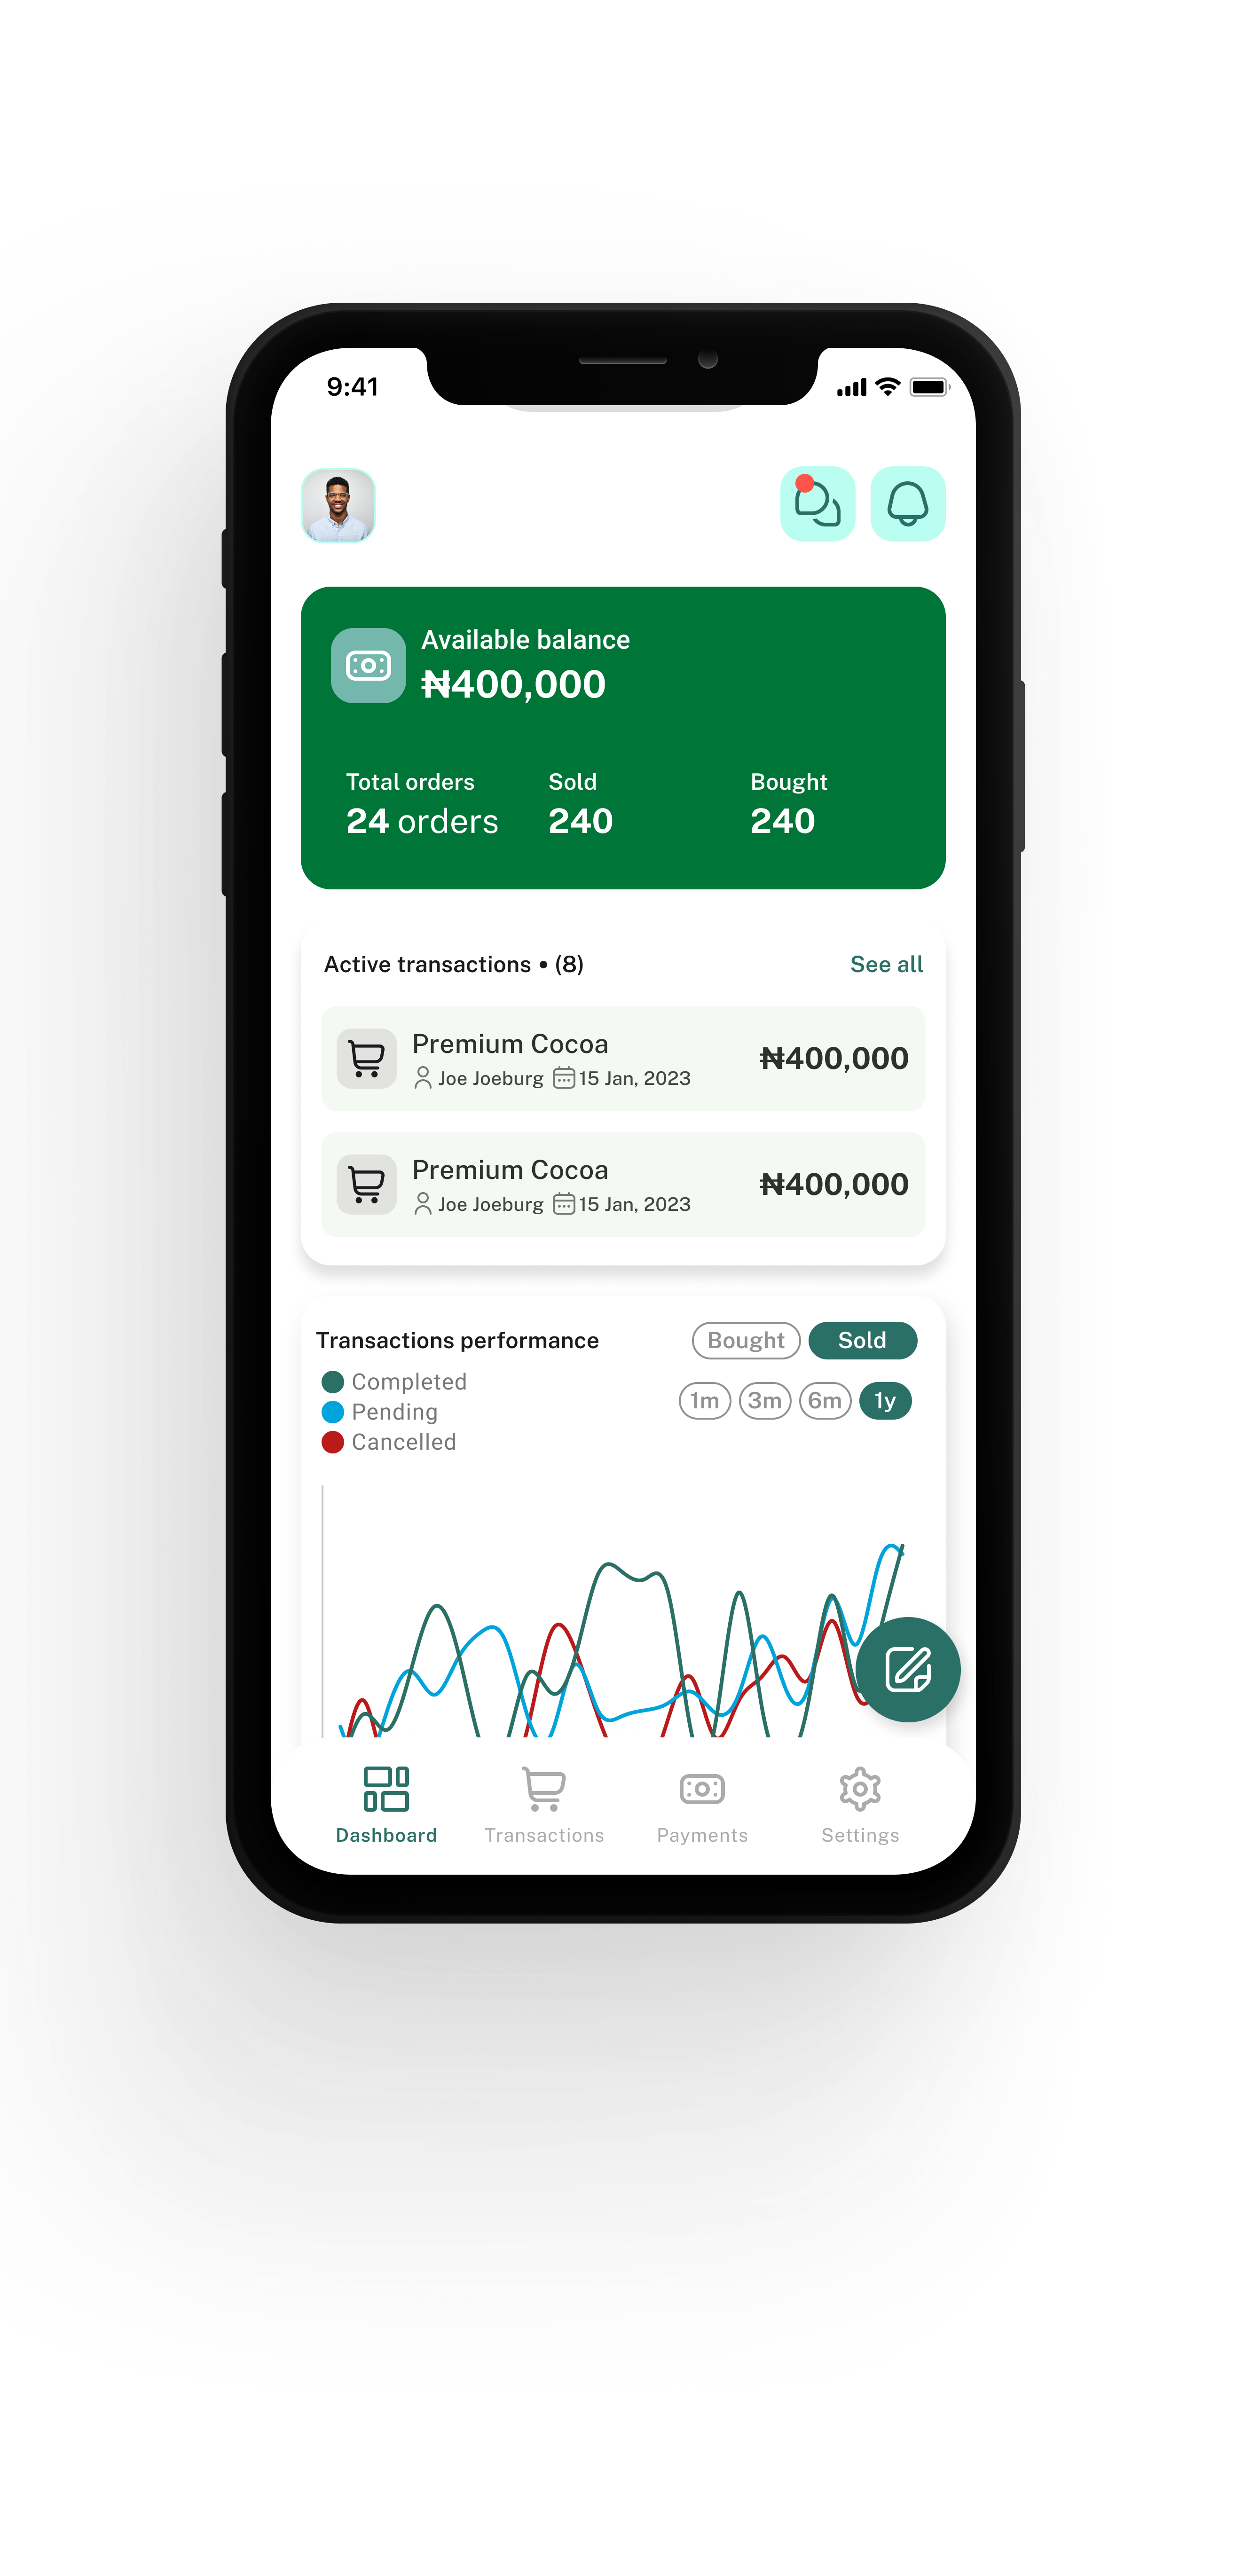 9:41
Available balance
₦400,000
Total orders Sold Bought
24 orders 240 240
Active transactions • (8) See all
Premium Cocoa
Joe Joeburg 15 Jan, 2023
₦400,000
Premium Cocoa
Joe Joeburg 15 Jan, 2023
₦400,000
Transactions performance Bought Sold
Completed
Pending
Cancelled
1m 3m 6m 1y
Dashboard Transactions Payments Settings